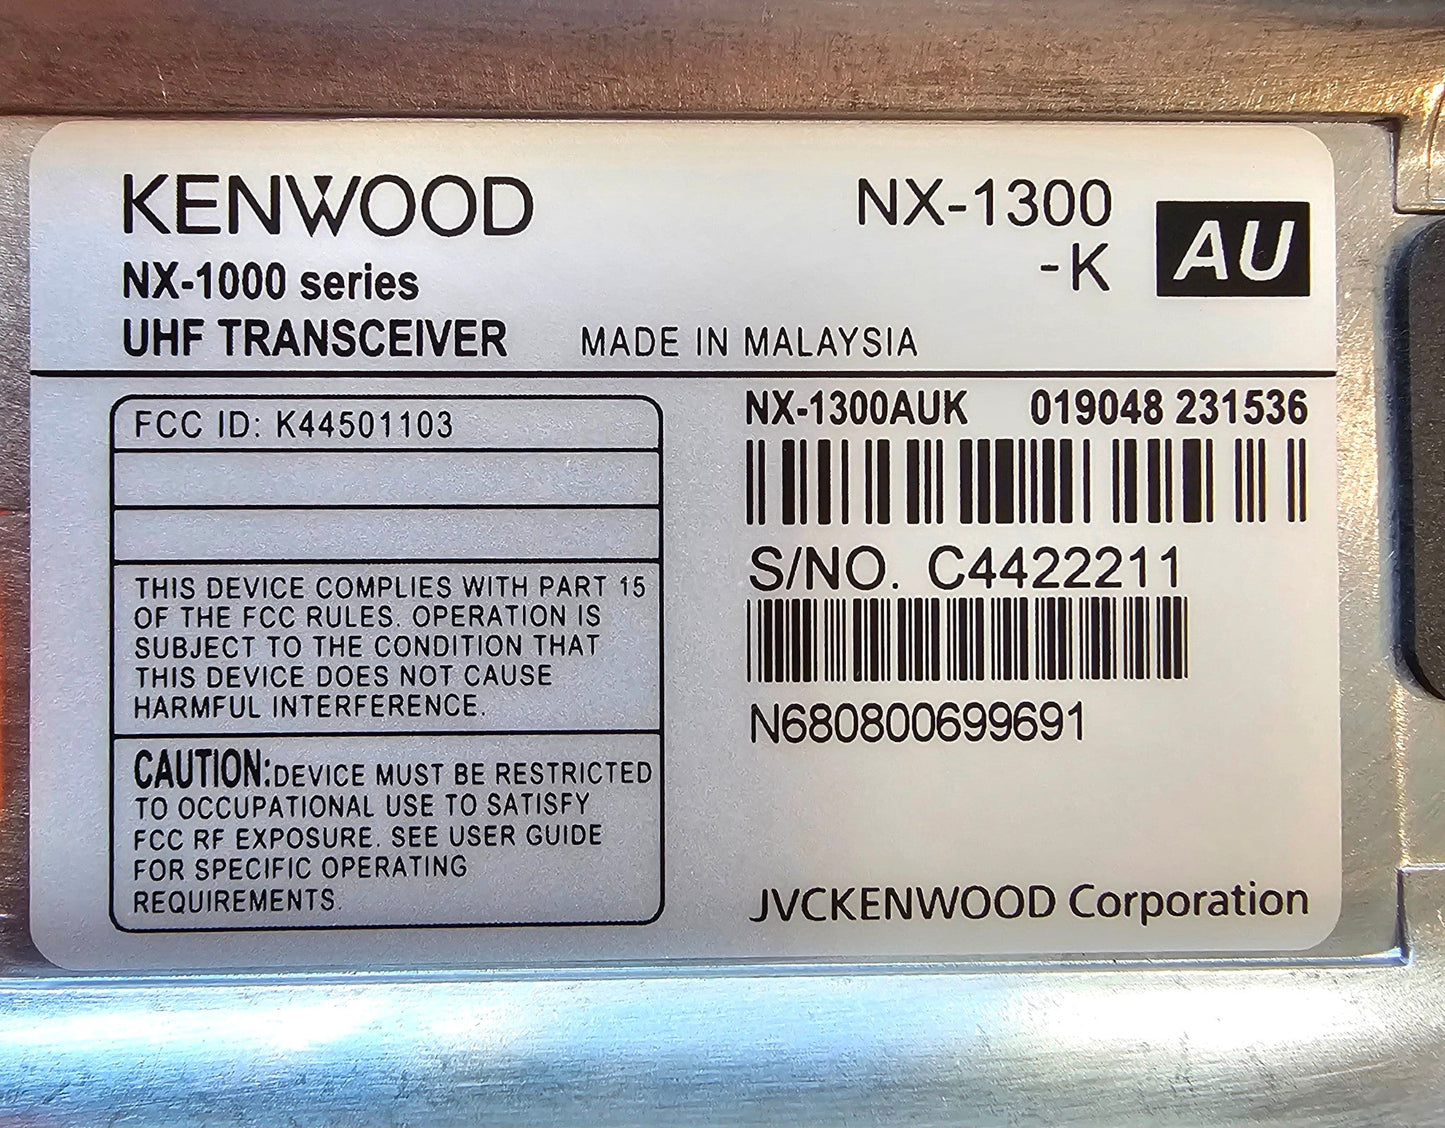 KENWOOD
NX-1000 series
UHF TRANSCEIVER
MADE IN MALAYSIA
NX-1300
-K
AU
FCC ID: K44501103
THIS DEVICE COMPLIES WITH PART 15
OF THE FCC RULES. OPERATION IS
SUBJECT TO THE CONDITION THAT
THIS DEVICE DOES NOT CAUSE
HARMFUL INTERFERENCE.
CAUTION:DEVICE MUST BE RESTRICTED
TO OCCUPATIONAL USE TO SATISFY
FCC RF EXPOSURE. SEE USER GUIDE
FOR SPECIFIC OPERATING
REQUIREMENTS.
NX-1300AUK 019048 231536
S/NO. C4422211
N680800699691
JVCKENWOOD Corporation